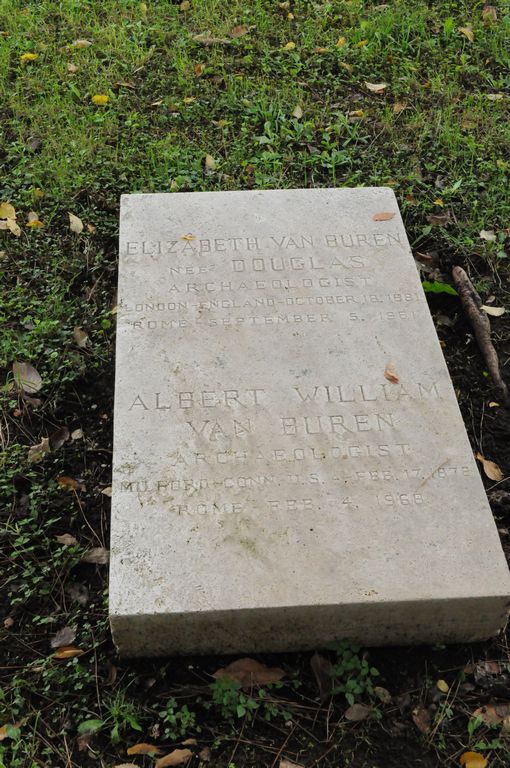 ELIZABETH VAN BUREN
NEE DOUGLAS
ARCHAEOLOGIST
LONDON-ENGLAND-OCTOBER 18, 1881
ROME-SEPTEMBER 5, 1961
ALBERT WILLIAM
VAN BUREN
ARCHAEOLOGIST
MILFORD-CONN. U.S.A. FEB. 17, 1878
ROME FEB. 4, 1968